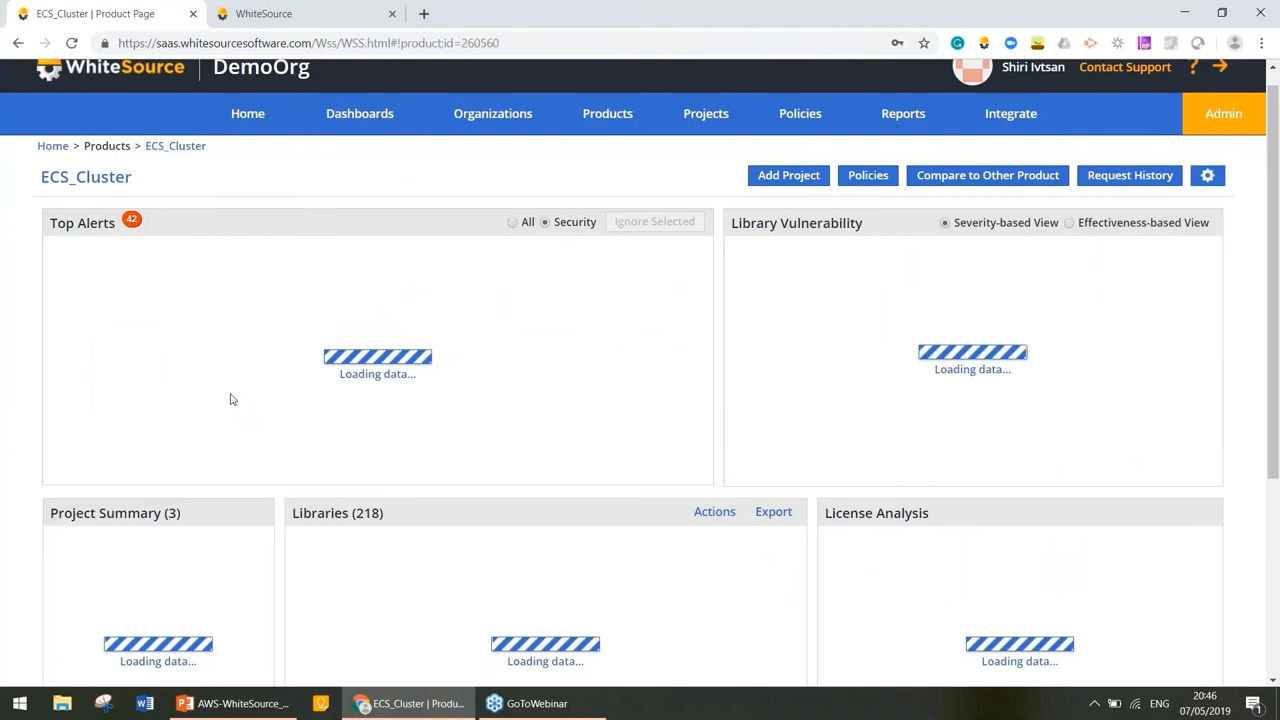 ECS_Cluster | Product Page
WhiteSource
https://saas.whitesourcesoftware.com/Wss/WSS.html#!product;id=260560
WhiteSource | DemoOrg
Shiri Ivtsan
Contact Support
?
Home
Dashboards
Organizations
Products
Projects
Policies
Reports
Integrate
Admin
Home > Products > ECS_Cluster
ECS_Cluster
Add Project
Policies
Compare to Other Product
Request History
Top Alerts 42
All
Security
Ignore Selected
Library Vulnerability
Severity-based View
Effectiveness-based View
Loading data...
Loading data...
Project Summary (3)
Libraries (218)
Actions
Export
License Analysis
Loading data...
Loading data...
Loading data...
AWS-WhiteSource_...
ECS_Cluster | Produ...
GoToWebinar
ENG
20:46
07/05/2019